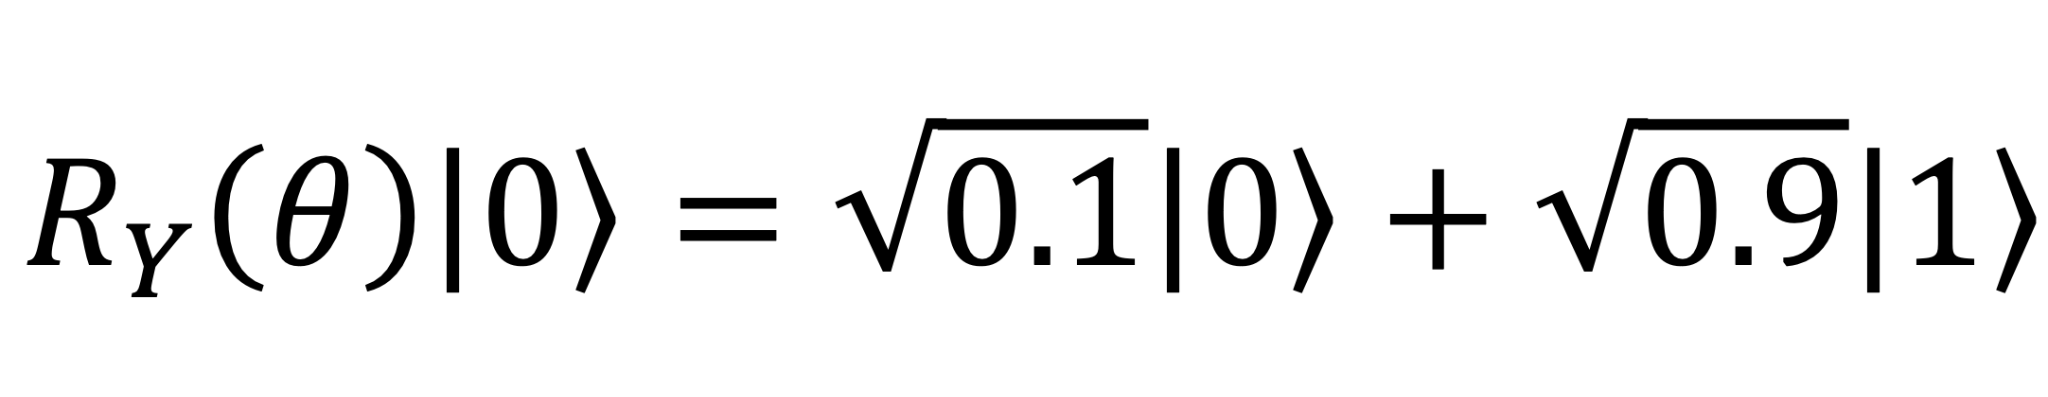 R_Y(θ)|0⟩ = √0.1|0⟩ + √0.9|1⟩